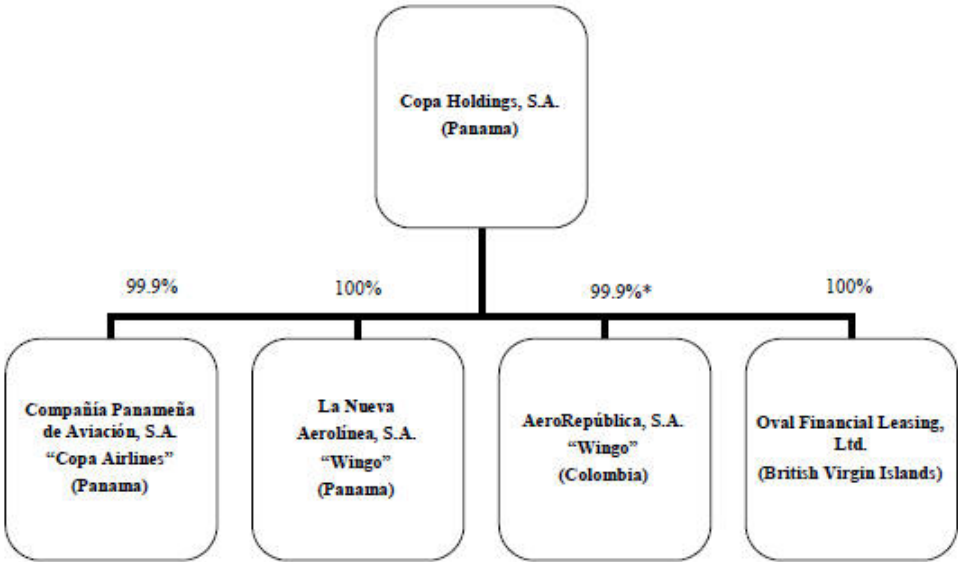 Copa Holdings, S.A.
(Panama)
99.9%
100%
99.9%*
100%
Compañía Panameña
de Aviación, S.A.
“Copa Airlines”
(Panama)
La Nueva
Aerolínea, S.A.
“Wingo”
(Panama)
AeroRepública, S.A.
“Wingo”
(Colombia)
Oval Financial Leasing,
Ltd.
(British Virgin Islands)